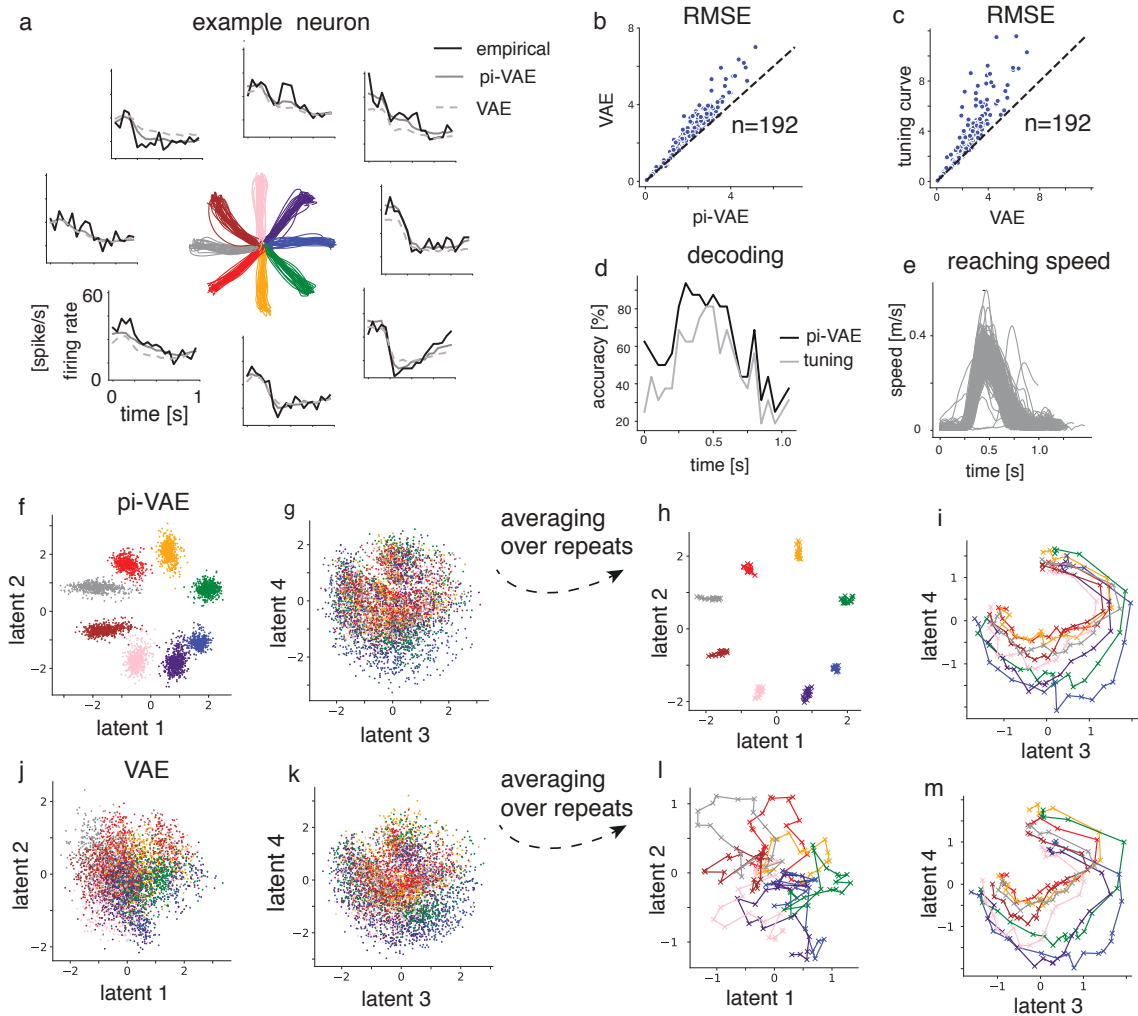 a
example neuron
empirical
pi-VAE
VAE
[spike/s]
firing rate
60
0
0 1
time [s]
b
RMSE
VAE
8
4
0
n=192
0 4
pi-VAE
c
RMSE
tuning curve
12
8
4
0
n=192
0 4 8
VAE
d
decoding
accuracy [%]
80
60
40
20
pi-VAE
tuning
0 0.5 1.0
time [s]
e
reaching speed
speed [m/s]
0.4
0
0 0.5 1.0
time [s]
f
pi-VAE
latent 2
2
0
−2
−2 0 2
latent 1
g
latent 4
2
1
0
−1
−2
−2 0 2
latent 3
averaging
over repeats
h
latent 2
2
1
0
−1
−2
−2 0 2
latent 1
i
latent 4
1
0
−1
−1 0 1
latent 3
j
VAE
latent 2
2
0
−2
−2 0 2
latent 1
k
latent 4
2
0
−2
−2 0 2
latent 3
averaging
over repeats
l
latent 2
1
0
−1
−1 0 1
latent 1
m
latent 4
1
0
−1
−1 0 1
latent 3